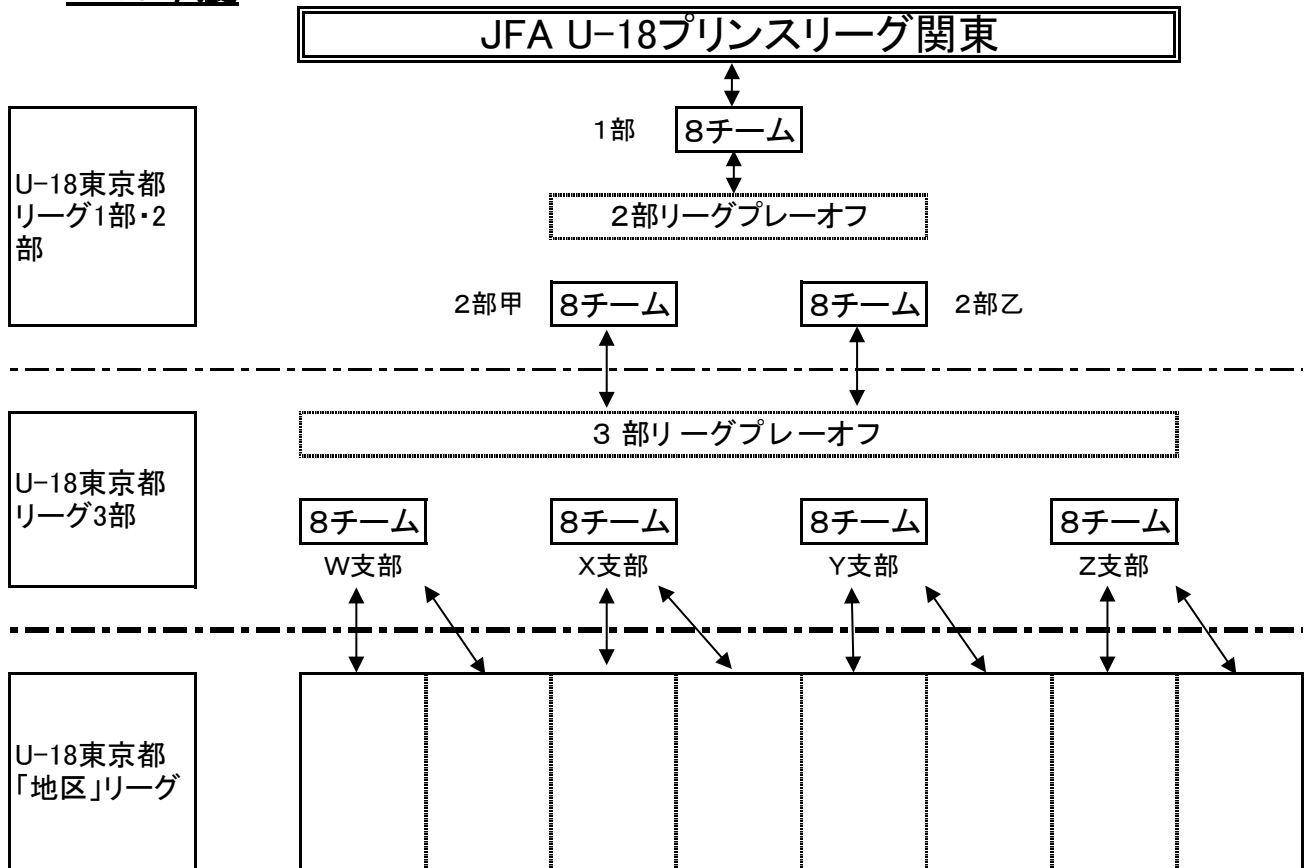 JFA U-18プリンスリーグ関東
1部
8チーム
U-18東京都
リーグ1部・2
部
2部リーグプレーオフ
2部甲
8チーム
8チーム
2部乙
3 部リーグプレーオフ
U-18東京都
リーグ3部
8チーム
8チーム
8チーム
8チーム
W支部
X支部
Y支部
Z支部
U-18東京都
「地区」リーグ